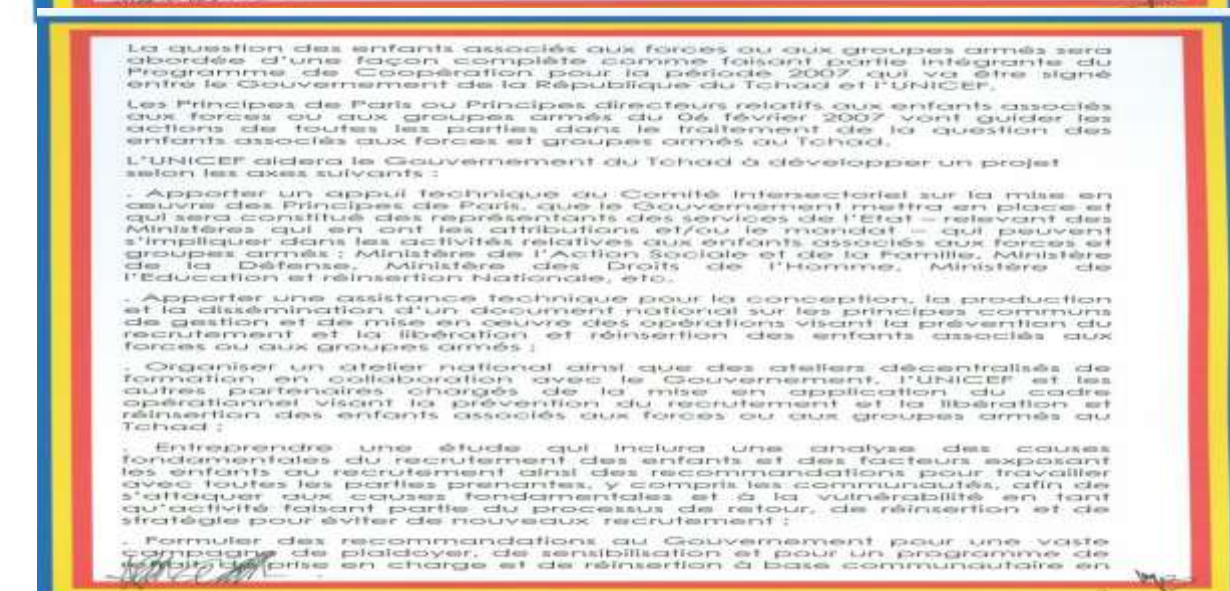 La question des enfants associés aux forces ou aux groupes armés sera
abordée d'une façon complète comme faisant partie intégrante du
Programme de Coopération pour la période 2007 qui va être signé
entre le Gouvernement de la République du Tchad et l'UNICEF.
Les Principes de Paris ou Principes directeurs relatifs aux enfants associés
aux forces ou aux groupes armés du 06 février 2007 vont guider les
actions de toutes les parties dans le traitement de la question des
enfants associés aux forces et groupes armés au Tchad.
L'UNICEF aidera le Gouvernement du Tchad à développer un projet
selon les axes suivants :
. Apporter un appui technique au Comité Intersectoriel sur la mise en
œuvre des Principes de Paris, que le Gouvernement mettra en place et
qui sera constitué des représentants des services de l'Etat – relevant des
Ministères qui en ont les attributions et/ou le mandat – qui peuvent
s'impliquer dans les activités relatives aux enfants associés aux forces et
groupes armés : Ministère de l'Action Sociale et de la Famille, Ministère
de la Défense, Ministère des Droits de l'Homme, Ministère de
l'Education et réinsertion Nationale, etc.
. Apporter une assistance technique pour la conception, la production
et la dissémination d'un document national sur les principes communs
de gestion et de mise en œuvre des opérations visant la prévention du
recrutement et la libération et réinsertion des enfants associés aux
forces ou aux groupes armés ;
. Organiser un atelier national ainsi que des ateliers décentralisés de
formation en collaboration avec le Gouvernement, l'UNICEF et les
autres partenaires chargés de la mise en application du cadre
opérationnel visant la prévention du recrutement et la libération et
réinsertion des enfants associés aux forces ou aux groupes armés au
Tchad ;
. Entreprendre une étude qui inclura une analyse des causes
fondamentales du recrutement des enfants et des facteurs exposant
les enfants au recrutement ainsi des recommandations pour travailler
avec toutes les parties prenantes, y compris les communautés, afin de
s'attaquer aux causes fondamentales et à la vulnérabilité en tant
qu'activité faisant partie du processus de retour, de réinsertion et de
stratégie pour éviter de nouveaux recrutement ;
. Formuler des recommandations au Gouvernement pour une vaste
campagne de plaidoyer, de sensibilisation et pour un programme de
prise en charge et de réinsertion à base communautaire en